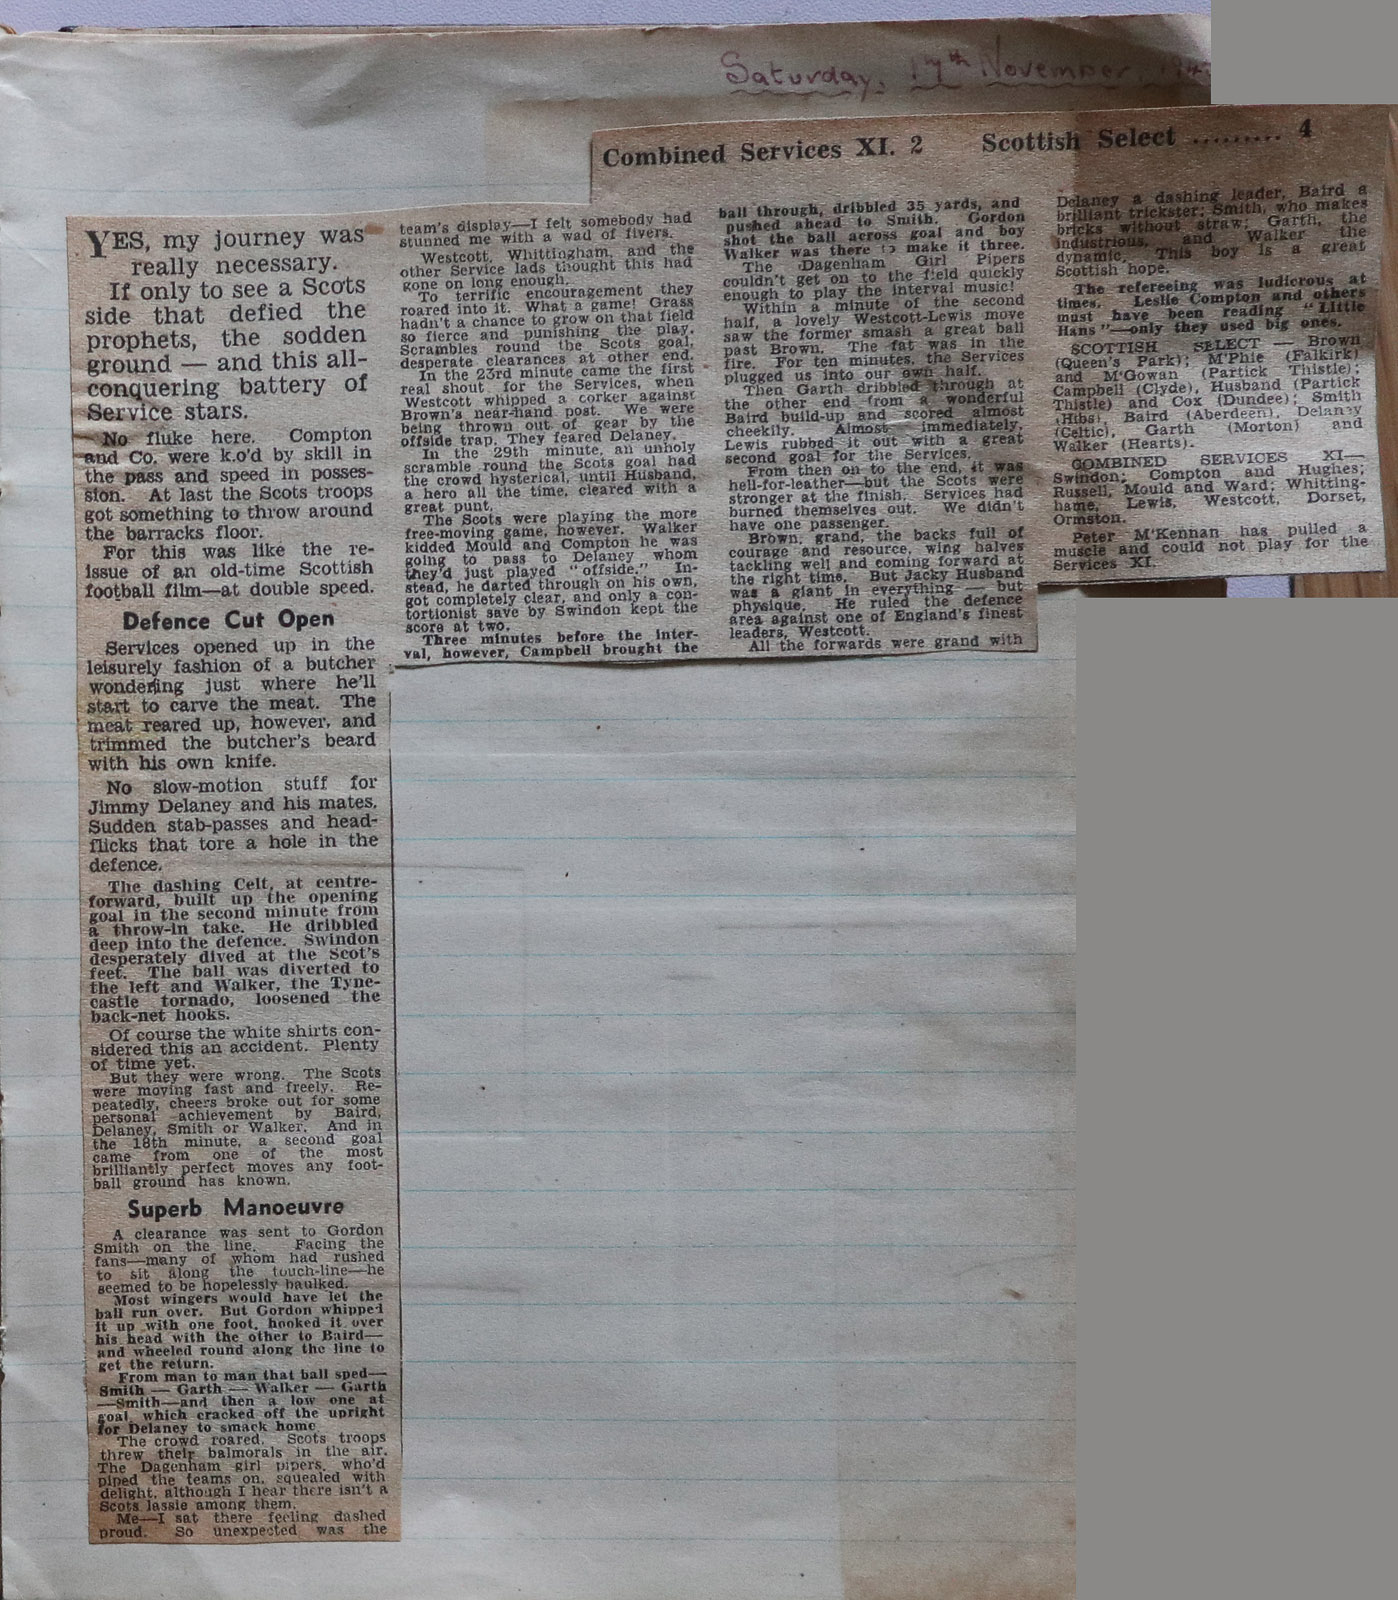 Saturday, 17th November, 194
Combined Services XI. 2 Scottish Select ......... 4
YES, my journey was
really necessary.
If only to see a Scots
side that defied the
prophets, the sodden
ground — and this all-
conquering battery of
Service stars.
No fluke here. Compton
and Co. were k.o'd by skill in
the pass and speed in posses-
sion. At last the Scots troops
got something to throw around
the barracks floor.
For this was like the re-
issue of an old-time Scottish
football film—at double speed.
Defence Cut Open
Services opened up in the
leisurely fashion of a butcher
wondering just where he'll
start to carve the meat. The
meat reared up, however, and
trimmed the butcher's beard
with his own knife.
No slow-motion stuff for
Jimmy Delaney and his mates.
Sudden stab-passes and head-
flicks that tore a hole in the
defence.
The dashing Celt, at centre-
forward, built up the opening
goal in the second minute from
a throw-in take. He dribbled
deep into the defence. Swindon
desperately dived at the Scot's
feet. The ball was diverted to
the left and Walker, the Tyne-
castle tornado, loosened the
back-net hooks.
Of course the white shirts con-
sidered this an accident. Plenty
of time yet.
But they were wrong. The Scots
were moving fast and freely. Re-
peatedly, cheers broke out for some
personal achievement by Baird,
Delaney, Smith or Walker. And in
the 18th minute, a second goal
came from one of the most
brilliantly perfect moves any foot-
ball ground has known.
Superb Manoeuvre
A clearance was sent to Gordon
Smith on the line. Facing the
fans—many of whom had rushed
to sit along the touch-line—he
seemed to be hopelessly baulked.
Most wingers would have let the
ball run over. But Gordon whipped
it up with one foot, hooked it over
his head with the other to Baird—
and wheeled round along the line to
get the return.
From man to man that ball sped—
Smith — Garth — Walker — Garth
—Smith—and then a low one at
goal which cracked off the upright
for Delaney to smack home
The crowd roared. Scots troops
threw their balmorals in the air.
The Dagenham girl pipers, who'd
piped the teams on, squealed with
delight, although I hear there isn't a
Scots lassie among them.
Me—I sat there feeling dashed
proud. So unexpected was the
team's display—I felt somebody had
stunned me with a wad of fivers.
Westcott, Whittingham, and the
other Service lads thought this had
gone on long enough.
To terrific encouragement they
roared into it. What a game! Grass
hadn't a chance to grow on that field
so fierce and punishing the play.
Scrambles round the Scots goal,
desperate clearances at other end.
In the 23rd minute came the first
real shout for the Services, when
Westcott whipped a corker against
Brown's near-hand post. We were
being thrown out of gear by the
offside trap. They feared Delaney.
In the 29th minute, an unholy
scramble round the Scots goal had
the crowd hysterical, until Husband,
a hero all the time, cleared with a
great punt.
The Scots were playing the more
free-moving game, however. Walker
kidded Mould and Compton he was
going to pass to Delaney whom
they'd just played "offside." In-
stead, he darted through on his own,
got completely clear, and only a con-
tortionist save by Swindon kept the
score at two.
Three minutes before the inter-
val, however, Campbell brought the
ball through, dribbled 35 yards, and
pushed ahead to Smith. Gordon
shot the ball across goal and boy
Walker was there to make it three.
The Dagenham Girl Pipers
couldn't get on to the field quickly
enough to play the interval music!
Within a minute of the second
half, a lovely Westcott-Lewis move
saw the former smash a great ball
past Brown. The fat was in the
fire. For ten minutes, the Services
plugged us into our own half.
Then Garth dribbled through at
the other end from a wonderful
Baird build-up and scored almost
cheekily. Almost immediately,
Lewis rubbed it out with a great
second goal for the Services.
From then on to the end, it was
hell-for-leather—but the Scots were
stronger at the finish. Services had
burned themselves out. We didn't
have one passenger.
Brown, grand, the backs full of
courage and resource, wing halves
tackling well and coming forward at
the right time. But Jacky Husband
was a giant in everything — but
physique. He ruled the defence
area against one of England's finest
leaders, Westcott.
All the forwards were grand with
Delaney a dashing leader, Baird a
brilliant trickster; Smith, who makes
bricks without straw; Garth, the
industrious, and Walker the
dynamic. This boy is a great
Scottish hope.
The refereeing was ludicrous at
times. Leslie Compton and others
must have been reading "Little
Hans"—only they used big ones.
SCOTTISH SELECT — Brown
(Queen's Park); M'Phie (Falkirk)
and M'Gowan (Partick Thistle);
Campbell (Clyde), Husband (Partick
Thistle) and Cox (Dundee); Smith
(Hibs), Baird (Aberdeen), Delaney
(Celtic), Garth (Morton) and
Walker (Hearts).
COMBINED SERVICES XI—
Swindon; Compton and Hughes;
Russell, Mould and Ward; Whitting-
hame, Lewis, Westcott, Dorset,
Ormston.
Peter M'Kennan has pulled a
muscle and could not play for the
Services XI.